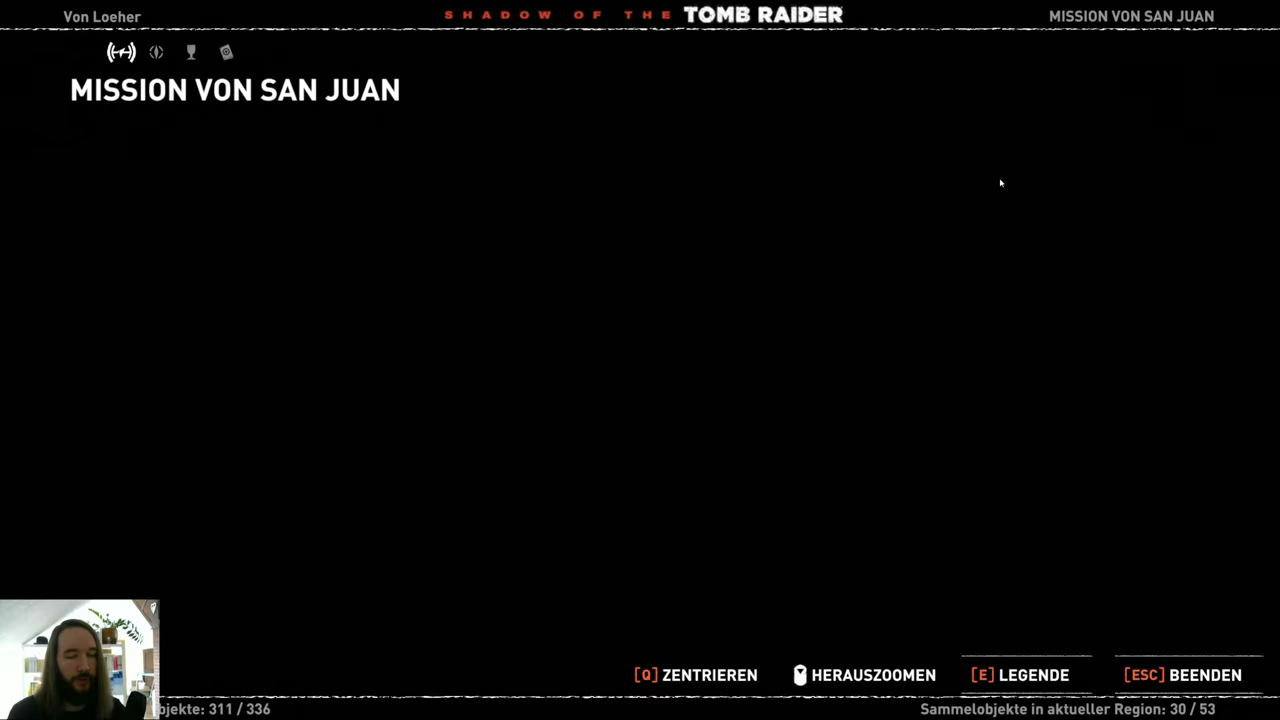 Von Loeher
SHADOW OF THE TOMB RAIDER
MISSION VON SAN JUAN
MISSION VON SAN JUAN
[Q] ZENTRIEREN
HERAUSZOOMEN
[E] LEGENDE
[ESC] BEENDEN
bjekte: 311 / 336
Sammelobjekte in aktueller Region: 30 / 53